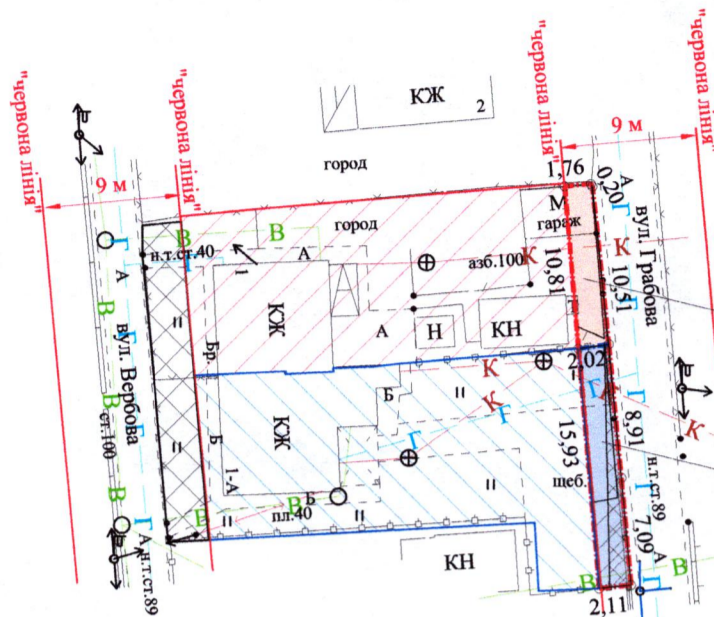 "червона лінія"
9 м
"червона лінія"
КЖ
2
"червона лінія"
9 м
"червона лінія"
город
1,76
0,20
А
М
город
гараж
вул. Грабова
В
В
н.т.ст.40
Г
1
А
азб.100
К
К
10,81
10,51
Г
А
вул. Вербова
ст.100
В
КЖ
А
Н
КН
Г
Бр.
2,02
К
К
Г
КЖ
Б
Б
1-А
Г
15,93
щеб.
8,91
н.т.ст.89
К
Б
В
пл.40
В
В
Г
А
н.т.ст.89
КН
7,09
А
Г
В
В
2,11